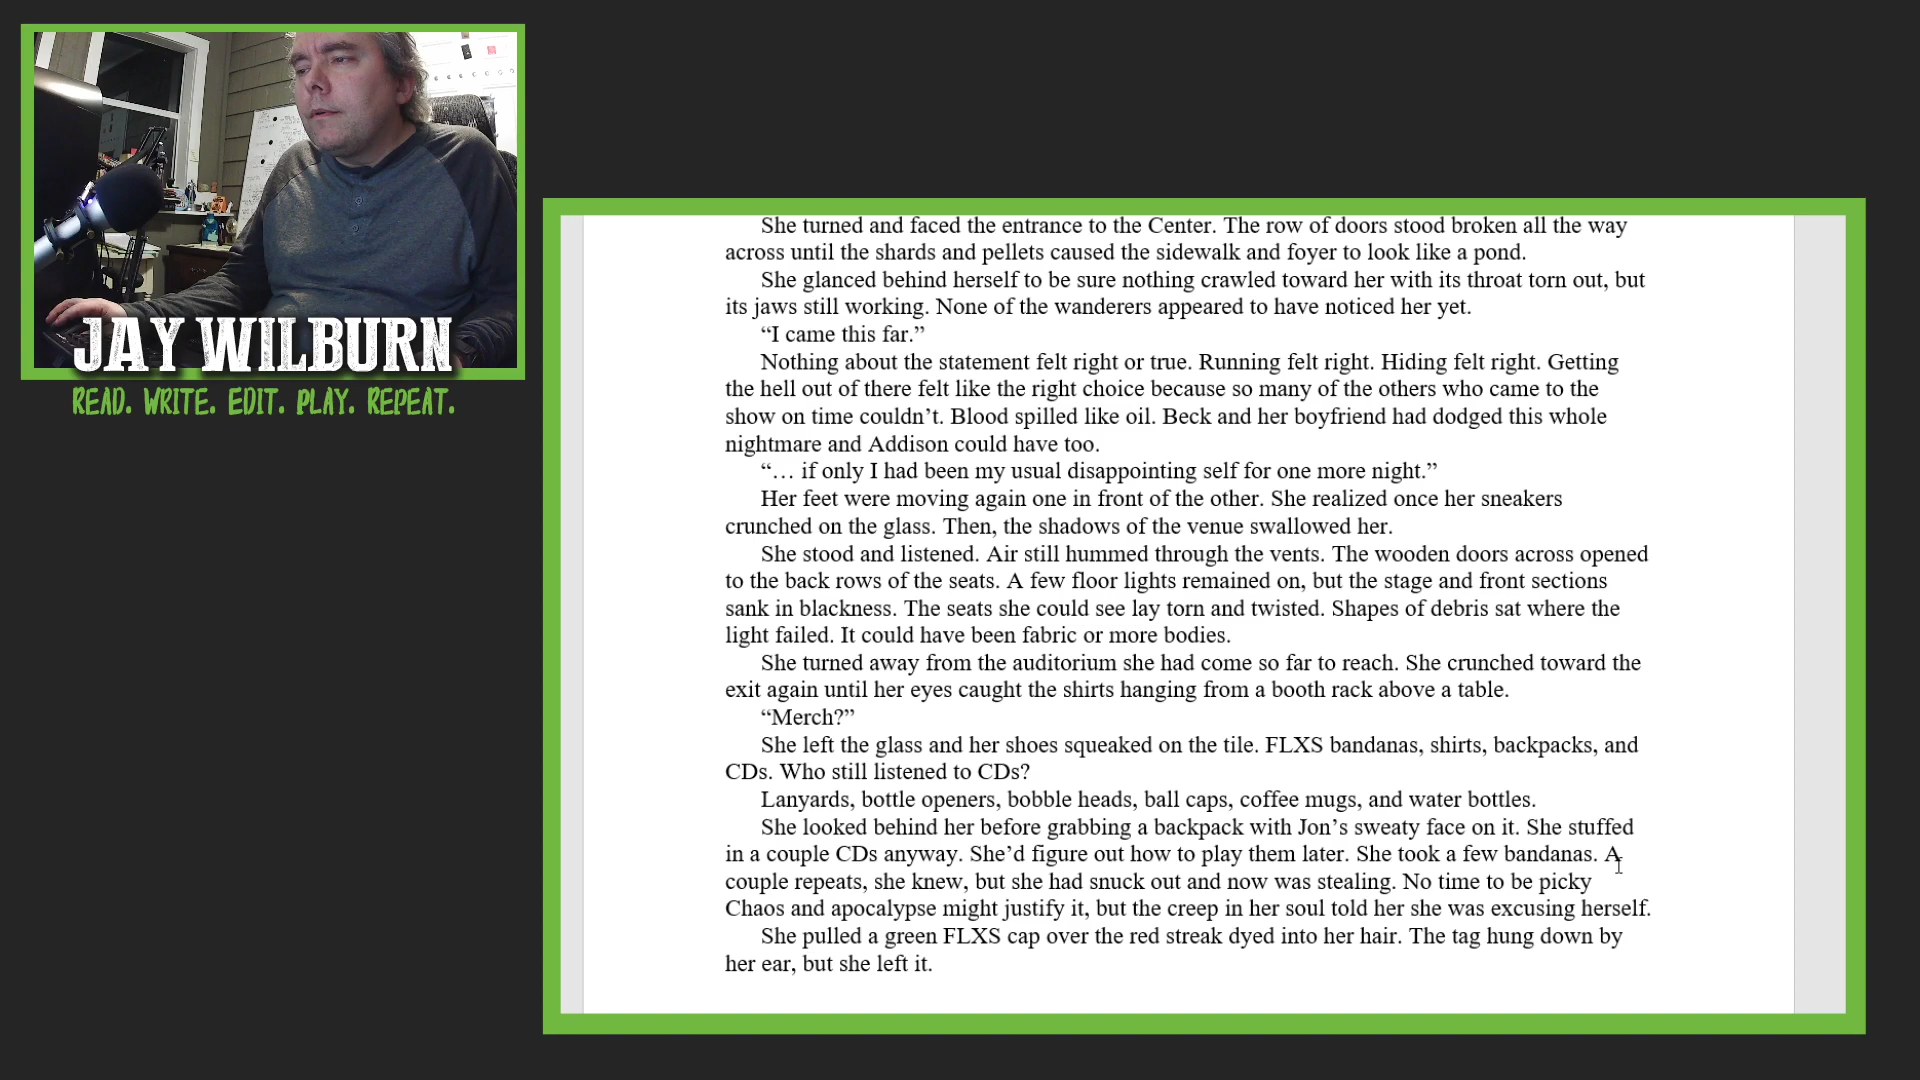 JAY WILBURN
READ. WRITE. EDIT. PLAY. REPEAT.
She turned and faced the entrance to the Center. The row of doors stood broken all the way
across until the shards and pellets caused the sidewalk and foyer to look like a pond.
She glanced behind herself to be sure nothing crawled toward her with its throat torn out, but
its jaws still working. None of the wanderers appeared to have noticed her yet.
“I came this far.”
Nothing about the statement felt right or true. Running felt right. Hiding felt right. Getting
the hell out of there felt like the right choice because so many of the others who came to the
show on time couldn’t. Blood spilled like oil. Beck and her boyfriend had dodged this whole
nightmare and Addison could have too.
“… if only I had been my usual disappointing self for one more night.”
Her feet were moving again one in front of the other. She realized once her sneakers
crunched on the glass. Then, the shadows of the venue swallowed her.
She stood and listened. Air still hummed through the vents. The wooden doors across opened
to the back rows of the seats. A few floor lights remained on, but the stage and front sections
sank in blackness. The seats she could see lay torn and twisted. Shapes of debris sat where the
light failed. It could have been fabric or more bodies.
She turned away from the auditorium she had come so far to reach. She crunched toward the
exit again until her eyes caught the shirts hanging from a booth rack above a table.
“Merch?”
She left the glass and her shoes squeaked on the tile. FLXS bandanas, shirts, backpacks, and
CDs. Who still listened to CDs?
Lanyards, bottle openers, bobble heads, ball caps, coffee mugs, and water bottles.
She looked behind her before grabbing a backpack with Jon’s sweaty face on it. She stuffed
in a couple CDs anyway. She’d figure out how to play them later. She took a few bandanas. A
couple repeats, she knew, but she had snuck out and now was stealing. No time to be picky
Chaos and apocalypse might justify it, but the creep in her soul told her she was excusing herself.
She pulled a green FLXS cap over the red streak dyed into her hair. The tag hung down by
her ear, but she left it.